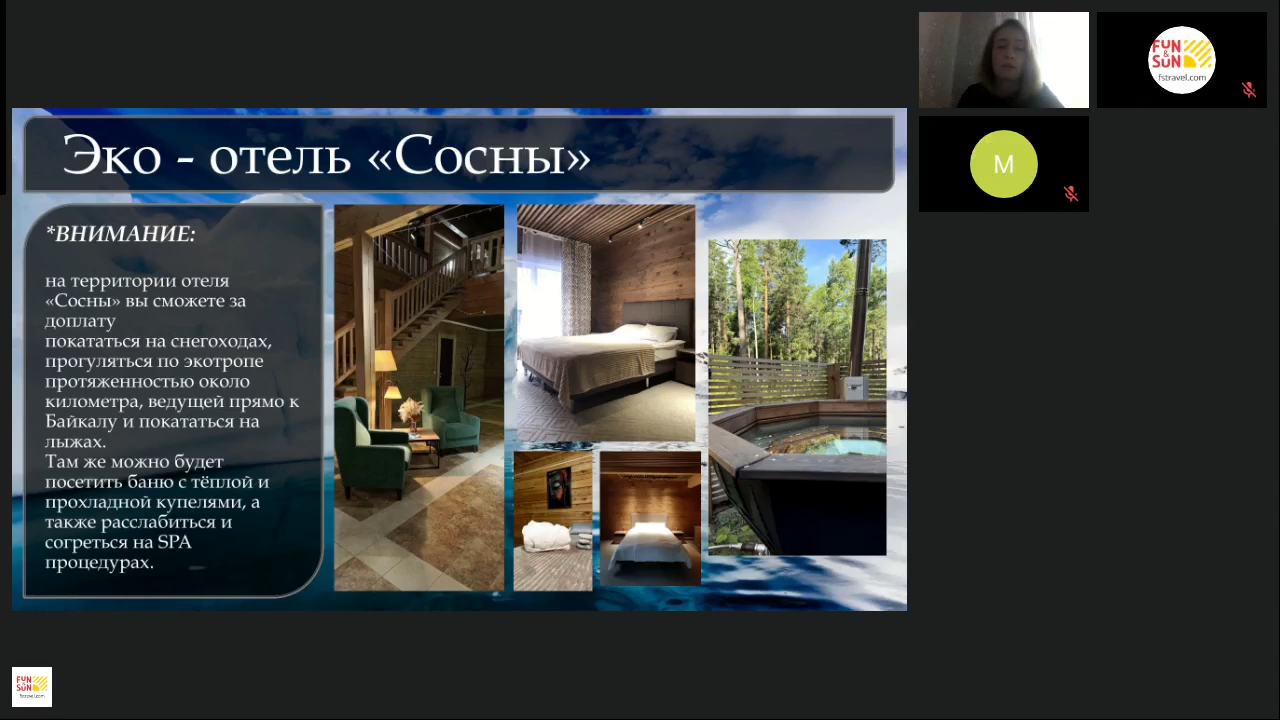 Эко - отель «Сосны»
*ВНИМАНИЕ:
на территории отеля
«Сосны» вы сможете за
доплату
покататься на снегоходах,
прогуляться по экотропе
протяженностью около
километра, ведущей прямо к
Байкалу и покататься на
лыжах.
Там же можно будет
посетить баню с тёплой и
прохладной купелями, а
также расслабиться и
согреться на SPA
процедурах.
FUN
&
SUN
fstravel.com
M
FUN
&
SUN
fstravel.com